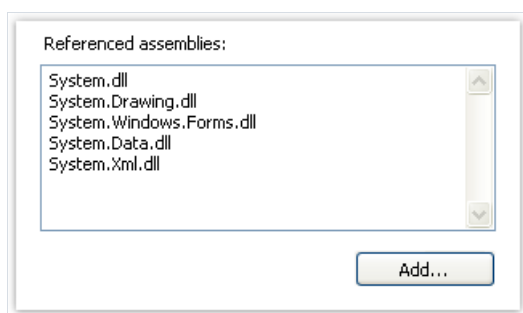 Referenced assemblies:
System.dll
System.Drawing.dll
System.Windows.Forms.dll
System.Data.dll
System.Xml.dll
Add...